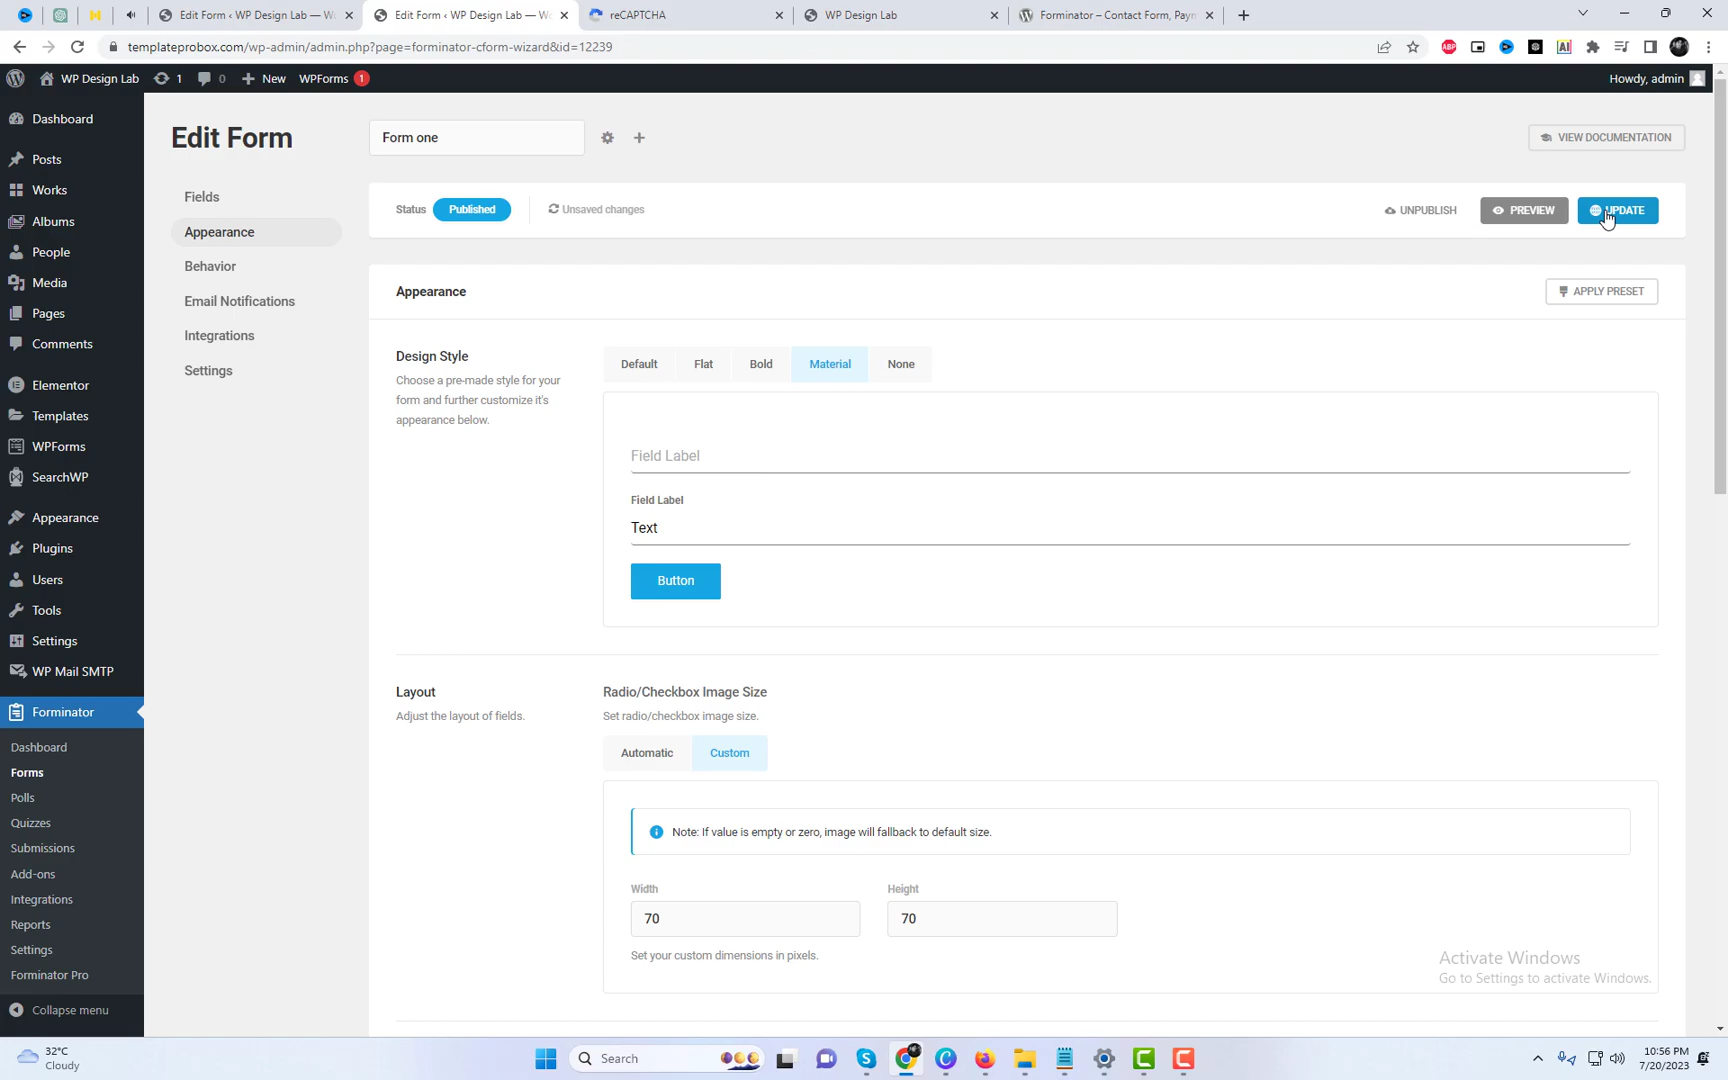 Edit Form ‹ WP Design Lab — W
Edit Form ‹ WP Design Lab — Wo
reCAPTCHA
WP Design Lab
Forminator – Contact Form, Paym
templateprobox.com/wp-admin/admin.php?page=forminator-cform-wizard&id=12239
WP Design Lab
1
0
New
WPForms 1
Howdy, admin
Dashboard
Posts
Works
Albums
People
Media
Pages
Comments
Elementor
Templates
WPForms
SearchWP
Appearance
Plugins
Users
Tools
Settings
WP Mail SMTP
Forminator
Dashboard
Forms
Polls
Quizzes
Submissions
Add-ons
Integrations
Reports
Settings
Forminator Pro
Collapse menu
Edit Form
Form one
VIEW DOCUMENTATION
Fields
Appearance
Behavior
Email Notifications
Integrations
Settings
Status Published
Unsaved changes
UNPUBLISH
PREVIEW
UPDATE
Appearance
APPLY PRESET
Design Style
Choose a pre-made style for your
form and further customize it's
appearance below.
Default
Flat
Bold
Material
None
Field Label
Field Label
Text
Button
Layout
Adjust the layout of fields.
Radio/Checkbox Image Size
Set radio/checkbox image size.
Automatic
Custom
Note: If value is empty or zero, image will fallback to default size.
Width
Height
70
70
Set your custom dimensions in pixels.
Activate Windows
Go to Settings to activate Windows.
32°C
Cloudy
Search
10:56 PM
7/20/2023